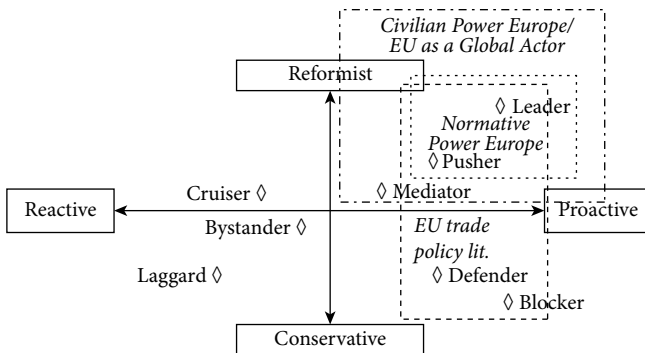 Civilian Power Europe/
EU as a Global Actor
Reformist
Leader
Normative
Power Europe
Pusher
Cruiser
Mediator
Reactive
Proactive
Bystander
EU trade
policy lit.
Laggard
Defender
Blocker
Conservative